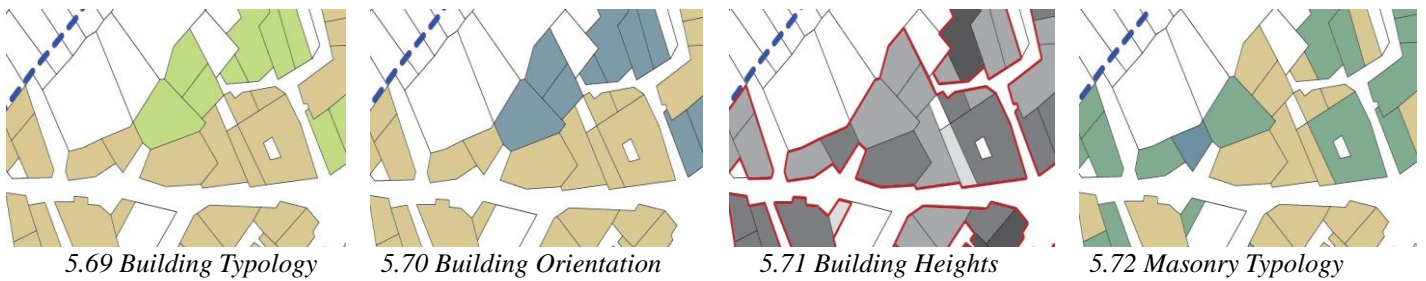 5.69 Building Typology
5.70 Building Orientation
5.71 Building Heights
5.72 Masonry Typology